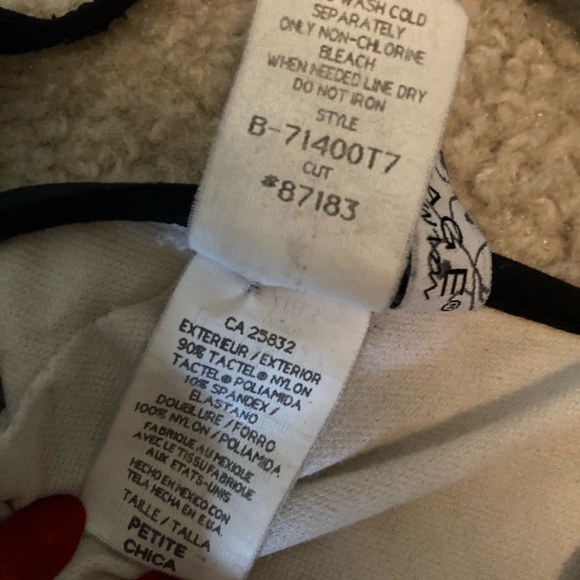 WASH COLD
SEPARATELY
ONLY NON-CHLORINE
BLEACH
WHEN NEEDED LINE DRY
DO NOT IRON
STYLE
B-71400T7
CUT
#87183
AGE
®
CA 25832
EXTERIEUR / EXTERIOR
90% TACTEL® NYLON
TACTEL® POLIAMIDA
10% SPANDEX /
ELASTANO
DOUBLURE / FORRO
100% NYLON / POLIAMIDA
FABRIQUE AU MEXIQUE
AVEC LE TISSU FABRIQUE
AUX ETATS-UNIS
HECHO EN MEXICO CON
TELA HECHA EN E.U.A.
TAILLE / TALLA
PETITE
CHICA